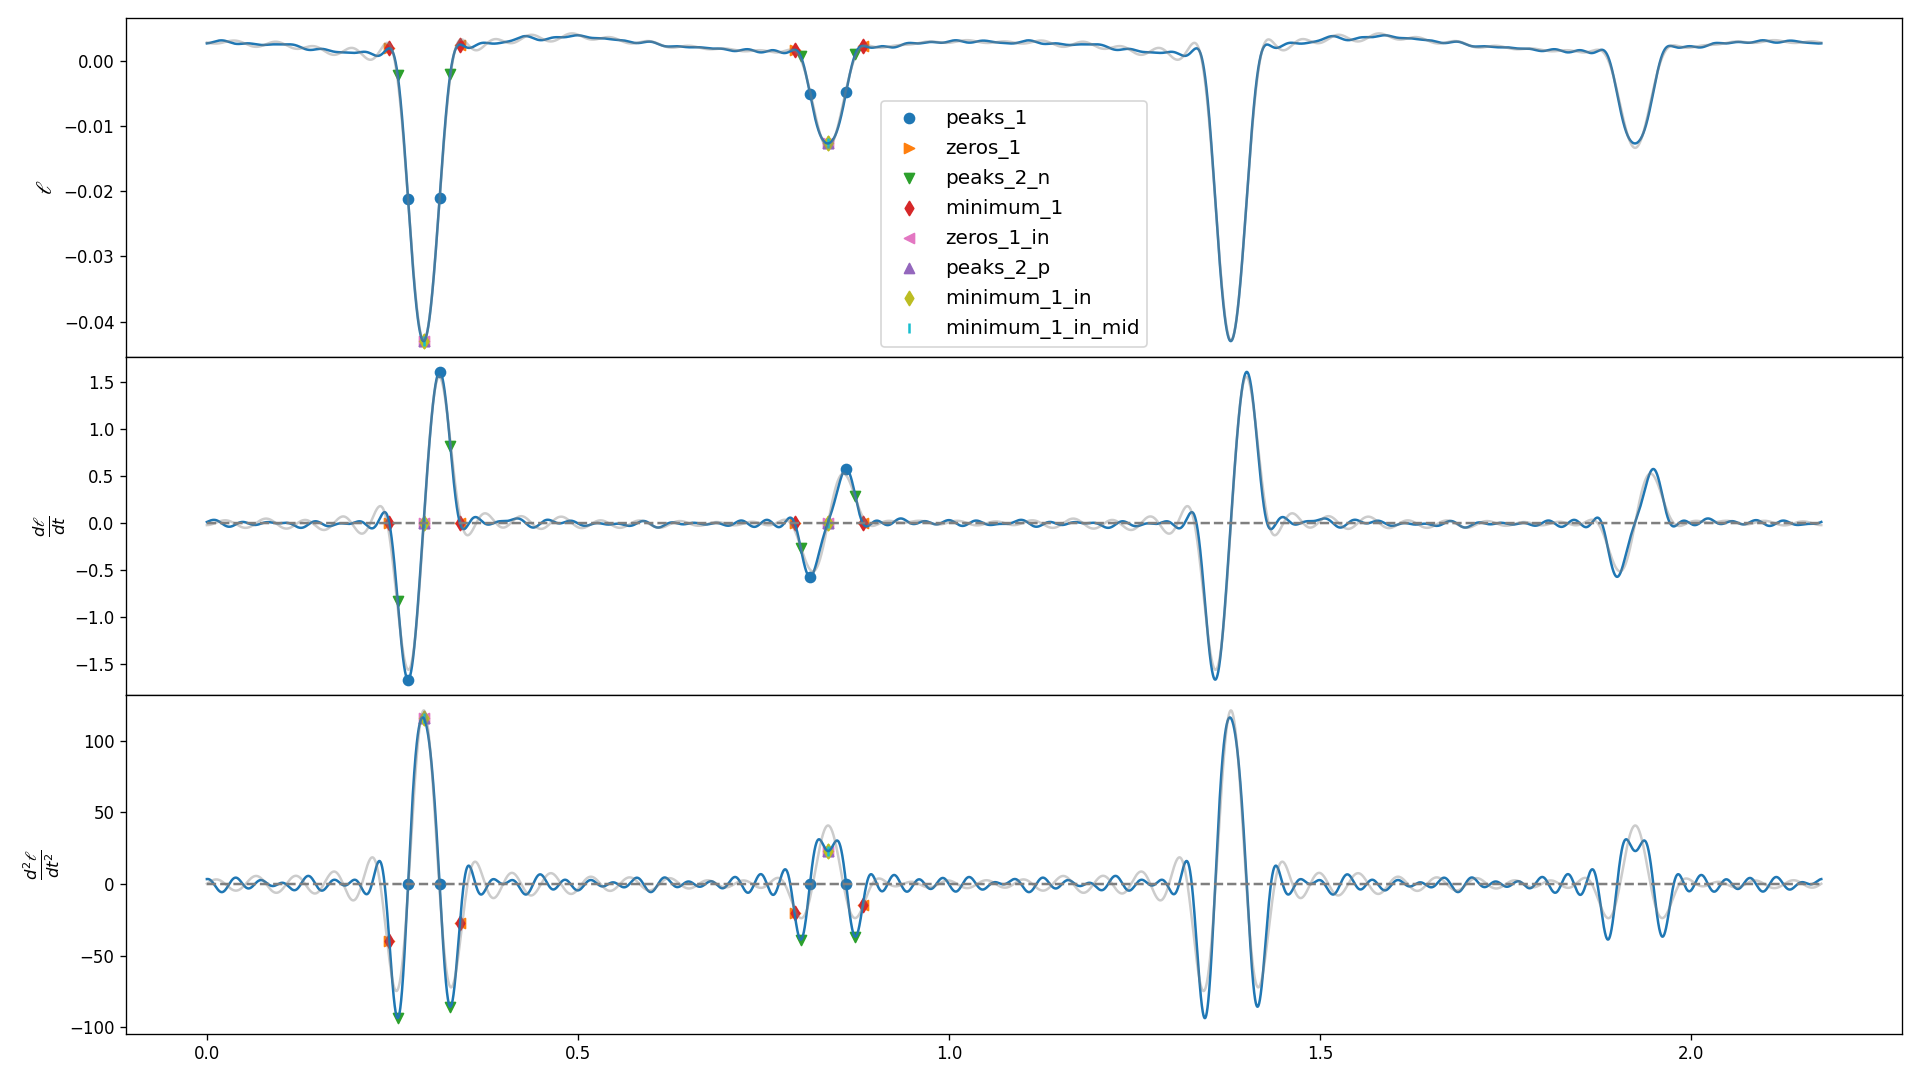 0.00
−0.01
−0.02
−0.03
−0.04
ℓ
peaks_1
zeros_1
peaks_2_n
minimum_1
zeros_1_in
peaks_2_p
minimum_1_in
minimum_1_in_mid
1.5
1.0
0.5
0.0
−0.5
−1.0
−1.5
dℓ
dt
100
50
0
−50
−100
d²ℓ
dt²
0.0 0.5 1.0 1.5 2.0